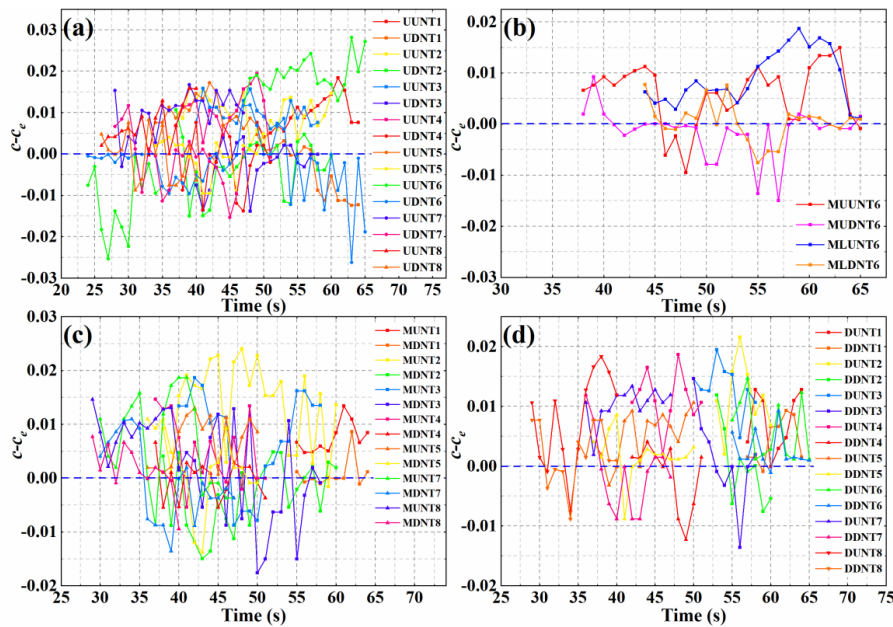 (a)
0.03
0.02
0.01
0.00
-0.01
-0.02
-0.03
c-c_e
20 25 30 35 40 45 50 55 60 65 70
Time (s)
UUNT1
UDNT1
UUNT2
UDNT2
UUNT3
UDNT3
UUNT4
UDNT4
UUNT5
UDNT5
UUNT6
UDNT6
UUNT7
UDNT7
UUNT8
UDNT8
(b)
0.02
0.01
0.00
-0.01
-0.02
-0.03
30 35 40 45 50 55 60 65
Time (s)
MUUNT6
MUDNT6
MLUNT6
MLDNT6
(c)
0.03
0.02
0.01
0.00
-0.01
-0.02
c-c_e
25 30 35 40 45 50 55 60 65 70 75
Time (s)
MUNT1
MDNT1
MUNT2
MDNT2
MUNT3
MDNT3
MUNT4
MDNT4
MUNT5
MDNT5
MUNT7
MDNT7
MUNT8
MDNT8
(d)
0.02
0.01
0.00
-0.01
-0.02
25 30 35 40 45 50 55 60 65 70 75
Time (s)
DUNT1
DDNT1
DUNT2
DDNT2
DUNT3
DDNT3
DUNT4
DDNT4
DUNT5
DDNT5
DUNT6
DDNT6
DUNT7
DDNT7
DUNT8
DDNT8